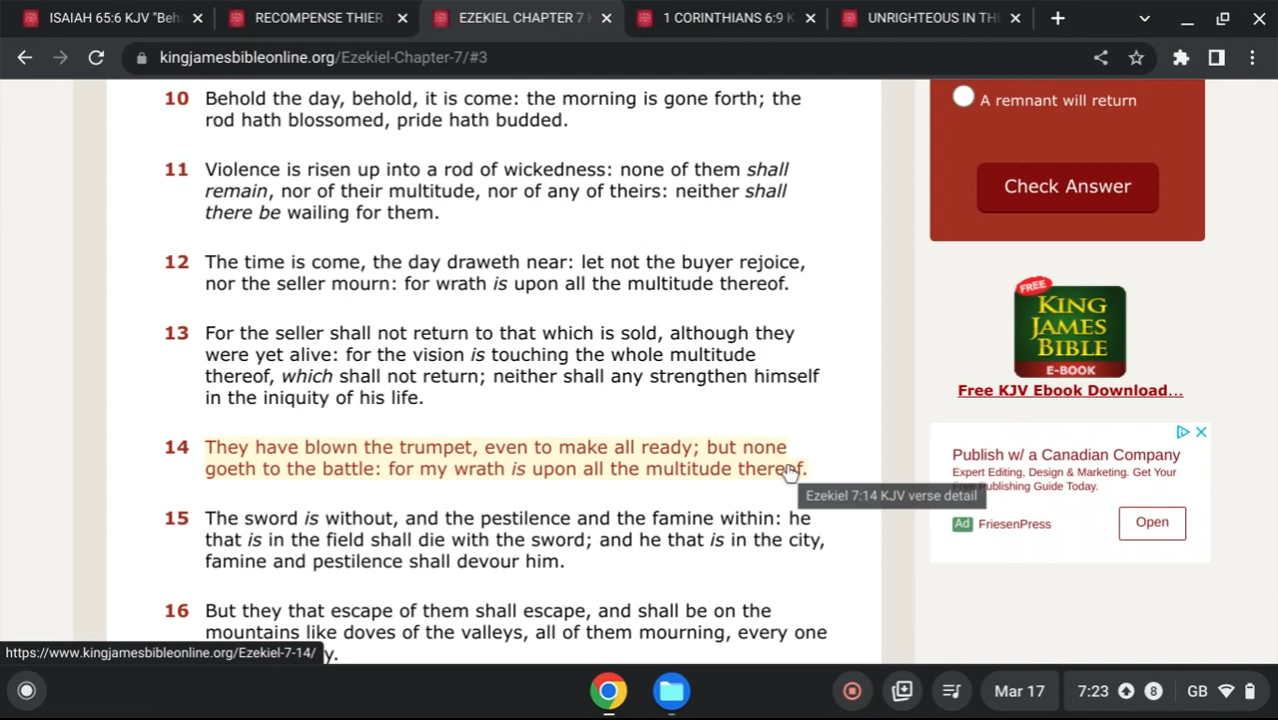 ISAIAH 65:6 KJV "Beh
RECOMPENSE THIER
EZEKIEL CHAPTER 7 K
1 CORINTHIANS 6:9 K
UNRIGHTEOUS IN TH
kingjamesbibleonline.org/Ezekiel-Chapter-7/#3
10 Behold the day, behold, it is come: the morning is gone forth; the
rod hath blossomed, pride hath budded.
11 Violence is risen up into a rod of wickedness: none of them shall
remain, nor of their multitude, nor of any of theirs: neither shall
there be wailing for them.
12 The time is come, the day draweth near: let not the buyer rejoice,
nor the seller mourn: for wrath is upon all the multitude thereof.
13 For the seller shall not return to that which is sold, although they
were yet alive: for the vision is touching the whole multitude
thereof, which shall not return; neither shall any strengthen himself
in the iniquity of his life.
14 They have blown the trumpet, even to make all ready; but none
goeth to the battle: for my wrath is upon all the multitude thereof.
Ezekiel 7:14 KJV verse detail
15 The sword is without, and the pestilence and the famine within: he
that is in the field shall die with the sword; and he that is in the city,
famine and pestilence shall devour him.
16 But they that escape of them shall escape, and shall be on the
mountains like doves of the valleys, all of them mourning, every one
y.
https://www.kingjamesbibleonline.org/Ezekiel-7-14/
A remnant will return
Check Answer
FREE
KING
JAMES
BIBLE
E-BOOK
Free KJV Ebook Download...
Publish w/ a Canadian Company
Expert Editing, Design & Marketing. Get Your
Free Publishing Guide Today.
Ad FriesenPress
Open
Mar 17
7:23
8
GB